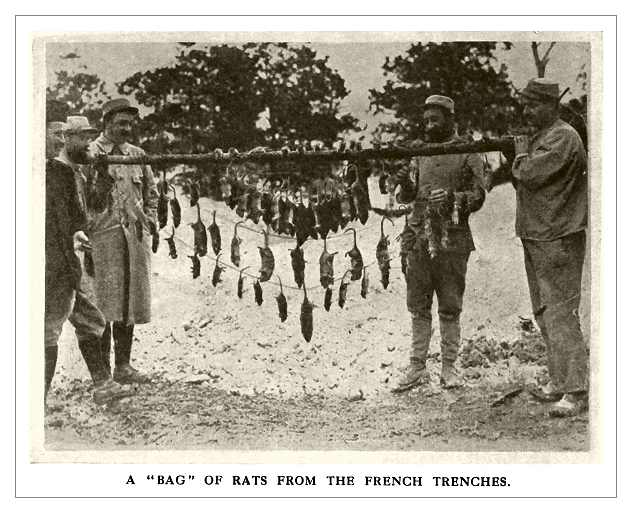 A "BAG" OF RATS FROM THE FRENCH TRENCHES.